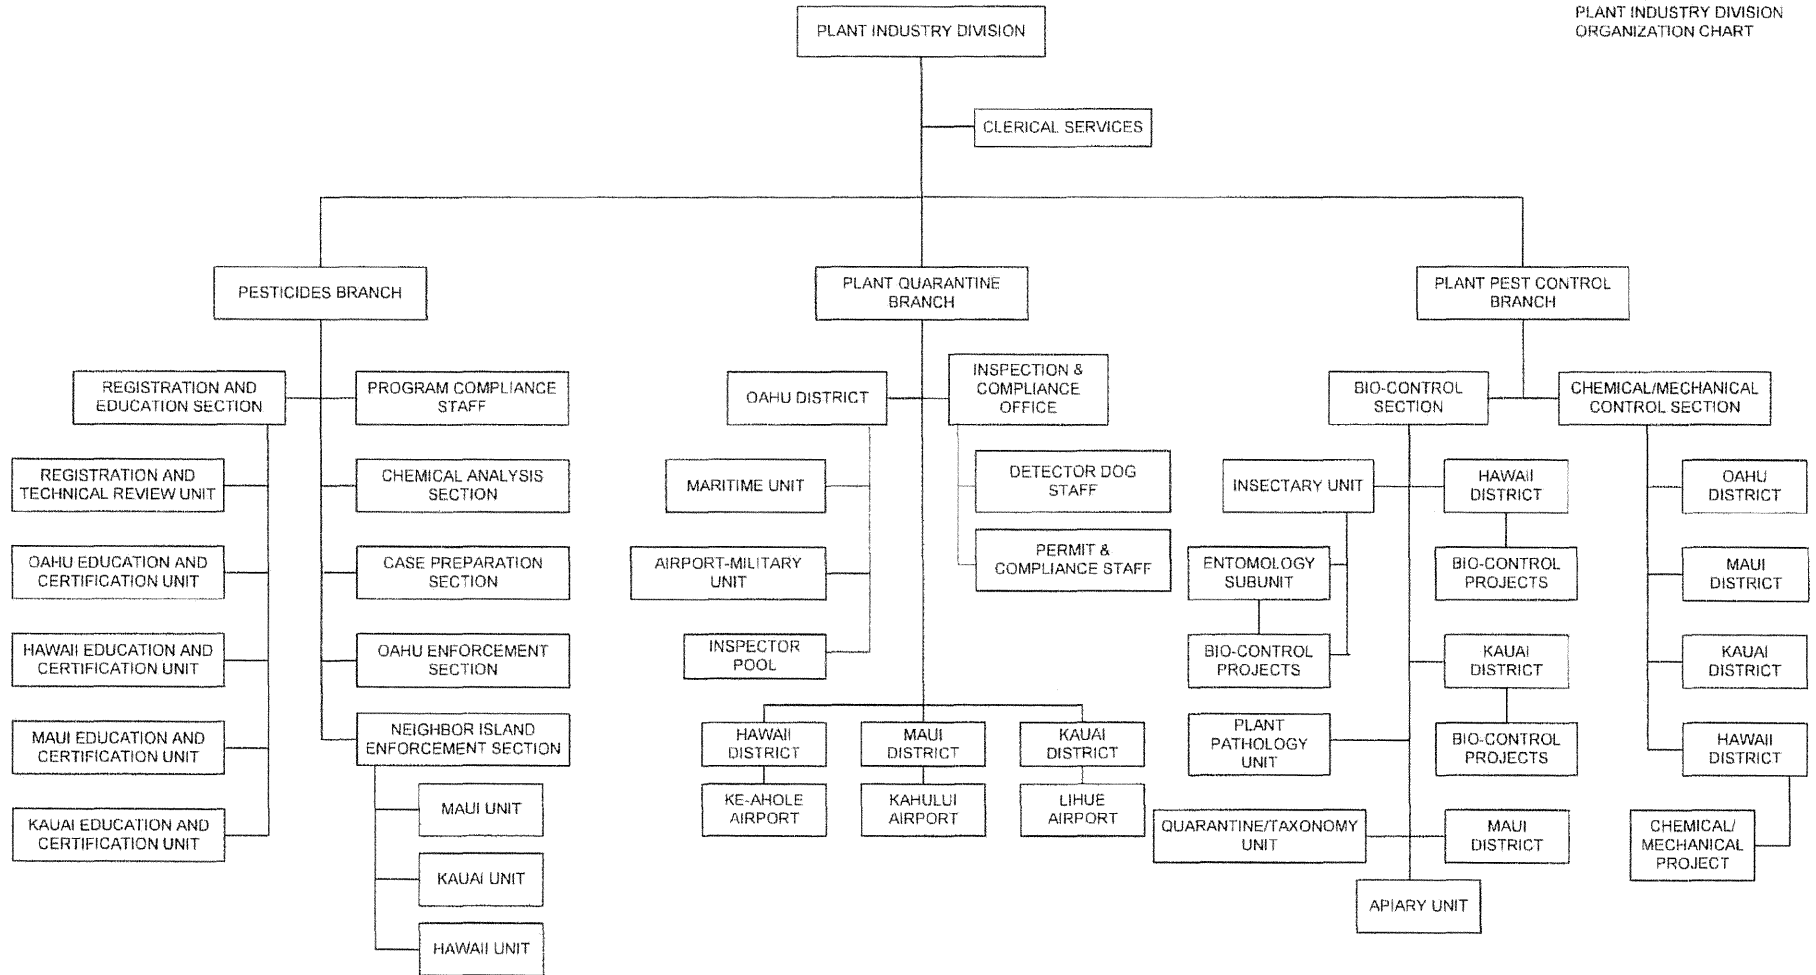 PLANT INDUSTRY DIVISION
ORGANIZATION CHART
PLANT INDUSTRY DIVISION
CLERICAL SERVICES
PESTICIDES BRANCH
PLANT QUARANTINE
BRANCH
PLANT PEST CONTROL
BRANCH
REGISTRATION AND
EDUCATION SECTION
PROGRAM COMPLIANCE
STAFF
REGISTRATION AND
TECHNICAL REVIEW UNIT
CHEMICAL ANALYSIS
SECTION
OAHU EDUCATION AND
CERTIFICATION UNIT
CASE PREPARATION
SECTION
HAWAII EDUCATION AND
CERTIFICATION UNIT
OAHU ENFORCEMENT
SECTION
MAUI EDUCATION AND
CERTIFICATION UNIT
NEIGHBOR ISLAND
ENFORCEMENT SECTION
KAUAI EDUCATION AND
CERTIFICATION UNIT
MAUI UNIT
KAUAI UNIT
HAWAII UNIT
OAHU DISTRICT
INSPECTION &
COMPLIANCE
OFFICE
MARITIME UNIT
DETECTOR DOG
STAFF
AIRPORT-MILITARY
UNIT
PERMIT &
COMPLIANCE STAFF
INSPECTOR
POOL
HAWAII
DISTRICT
MAUI
DISTRICT
KAUAI
DISTRICT
KE-AHOLE
AIRPORT
KAHULUI
AIRPORT
LIHUE
AIRPORT
BIO-CONTROL
SECTION
CHEMICAL/MECHANICAL
CONTROL SECTION
INSECTARY UNIT
HAWAII
DISTRICT
OAHU
DISTRICT
ENTOMOLOGY
SUBUNIT
BIO-CONTROL
PROJECTS
MAUI
DISTRICT
BIO-CONTROL
PROJECTS
KAUAI
DISTRICT
KAUAI
DISTRICT
PLANT
PATHOLOGY
UNIT
BIO-CONTROL
PROJECTS
HAWAII
DISTRICT
QUARANTINE/TAXONOMY
UNIT
MAUI
DISTRICT
CHEMICAL/
MECHANICAL
PROJECT
APIARY UNIT